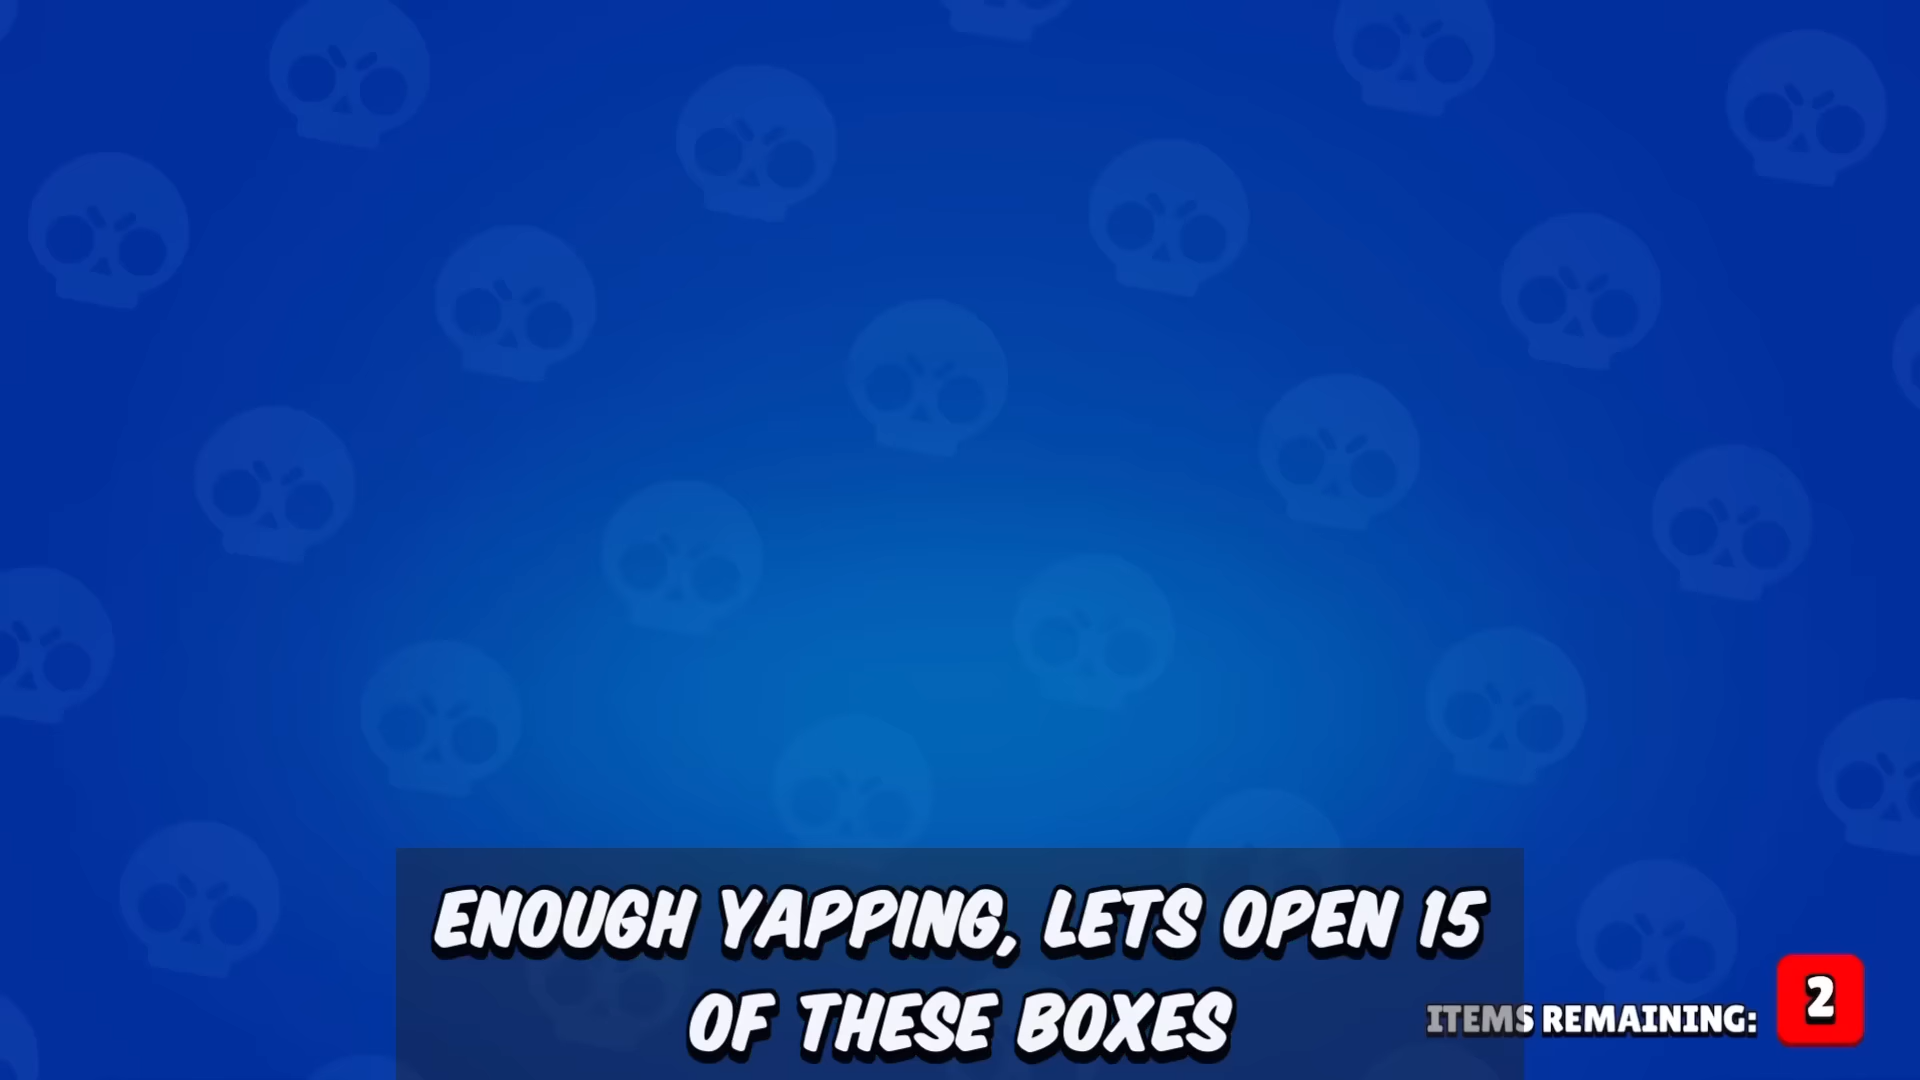 ENOUGH YAPPING, LETS OPEN 15
OF THESE BOXES
ITEMS REMAINING: 2